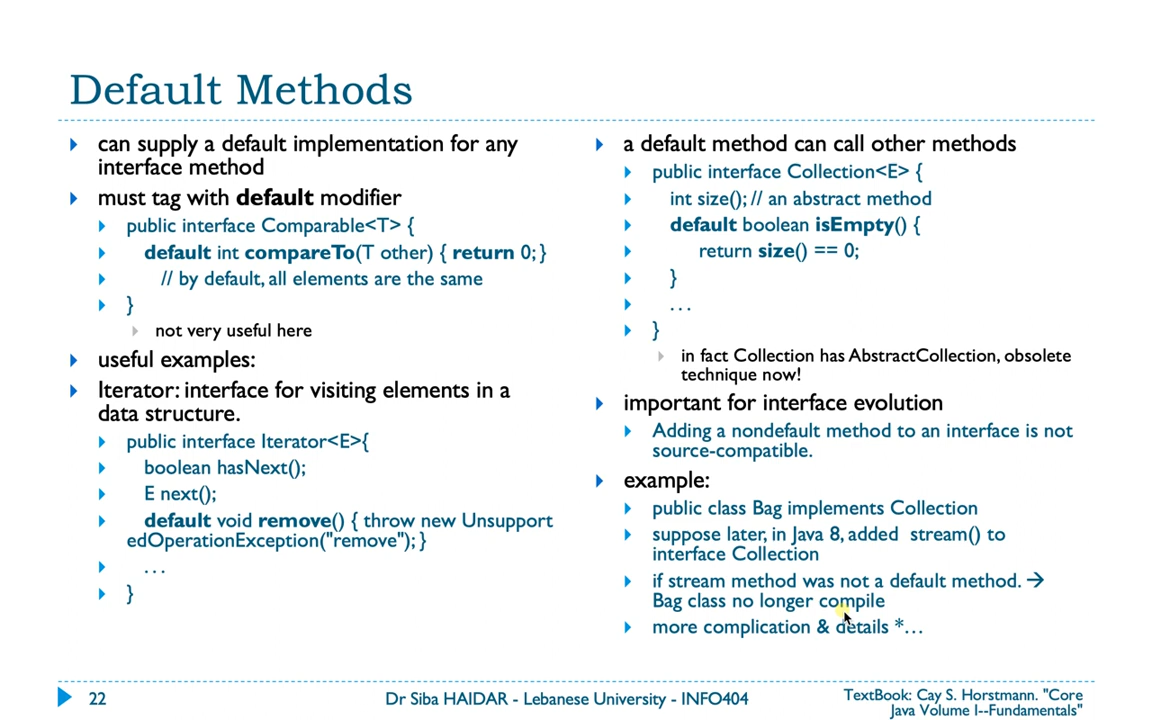 Default Methods
can supply a default implementation for any
interface method
must tag with default modifier
public interface Comparable<T> {
default int compareTo(T other) { return 0; }
// by default, all elements are the same
}
not very useful here
useful examples:
Iterator: interface for visiting elements in a
data structure.
public interface Iterator<E>{
boolean hasNext();
E next();
default void remove() { throw new Unsupport
edOperationException("remove"); }
...
}
a default method can call other methods
public interface Collection<E> {
int size(); // an abstract method
default boolean isEmpty() {
return size() == 0;
}
...
}
in fact Collection has AbstractCollection, obsolete
technique now!
important for interface evolution
Adding a nondefault method to an interface is not
source-compatible.
example:
public class Bag implements Collection
suppose later, in Java 8, added stream() to
interface Collection
if stream method was not a default method. →
Bag class no longer compile
more complication & details *...
22
Dr Siba HAIDAR - Lebanese University - INFO404
TextBook: Cay S. Horstmann. "Core
Java Volume I--Fundamentals"